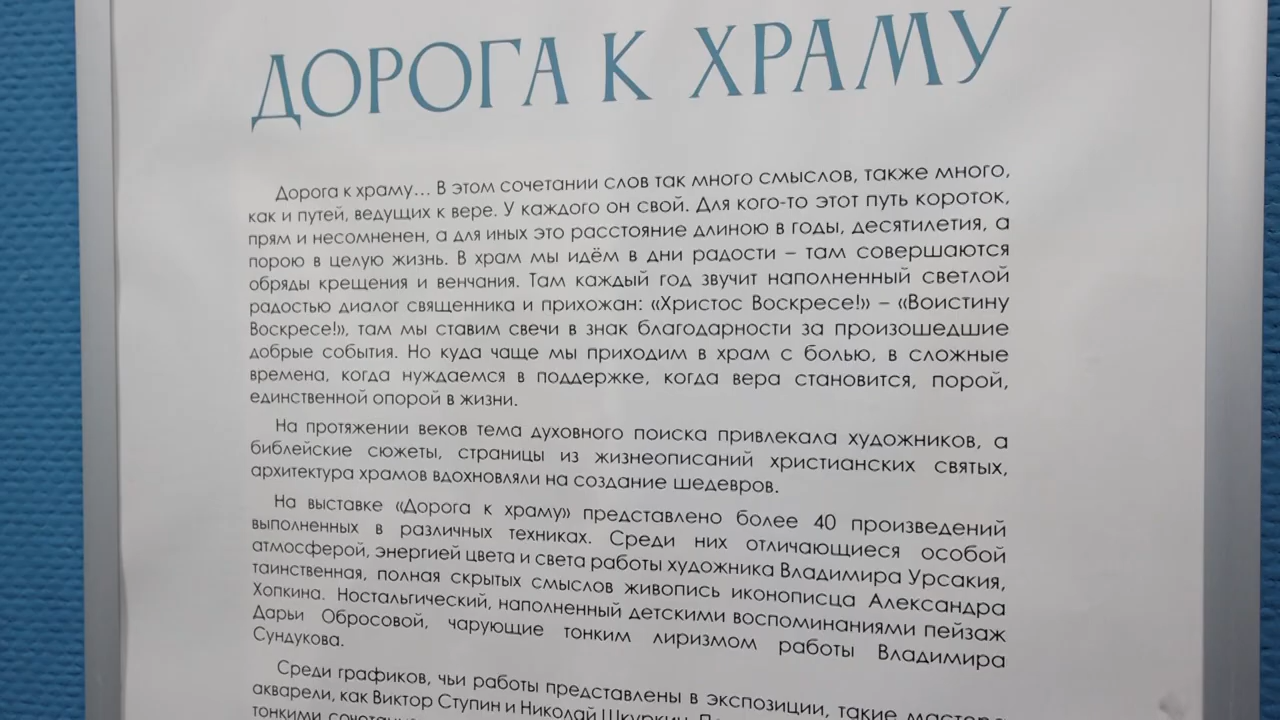 ДОРОГА К ХРАМУ
Дорога к храму... В этом сочетании слов так много смыслов, также много,
как и путей, ведущих к вере. У каждого он свой. Для кого-то этот путь короток,
прям и несомненен, а для иных это расстояние длиною в годы, десятилетия, а
порою в целую жизнь. В храм мы идём в дни радости – там совершаются
обряды крещения и венчания. Там каждый год звучит наполненный светлой
радостью диалог священника и прихожан: «Христос Воскресе!» – «Воистину
Воскресе!», там мы ставим свечи в знак благодарности за произошедшие
добрые события. Но куда чаще мы приходим в храм с болью, в сложные
времена, когда нуждаемся в поддержке, когда вера становится, порой,
единственной опорой в жизни.
На протяжении веков тема духовного поиска привлекала художников, а
библейские сюжеты, страницы из жизнеописаний христианских святых,
архитектура храмов вдохновляли на создание шедевров.
На выставке «Дорога к храму» представлено более 40 произведений
выполненных в различных техниках. Среди них отличающиеся особой
атмосферой, энергией цвета и света работы художника Владимира Урсакия,
таинственная, полная скрытых смыслов живопись иконописца Александра
Хопкина. Ностальгический, наполненный детскими воспоминаниями пейзаж
Дарьи Обросовой, чарующие тонким лиризмом работы Владимира
Сундукова.
Среди графиков, чьи работы представлены в экспозиции, такие мастера
акварели, как Виктор Ступин и Николай Шкуркин.
тонкими